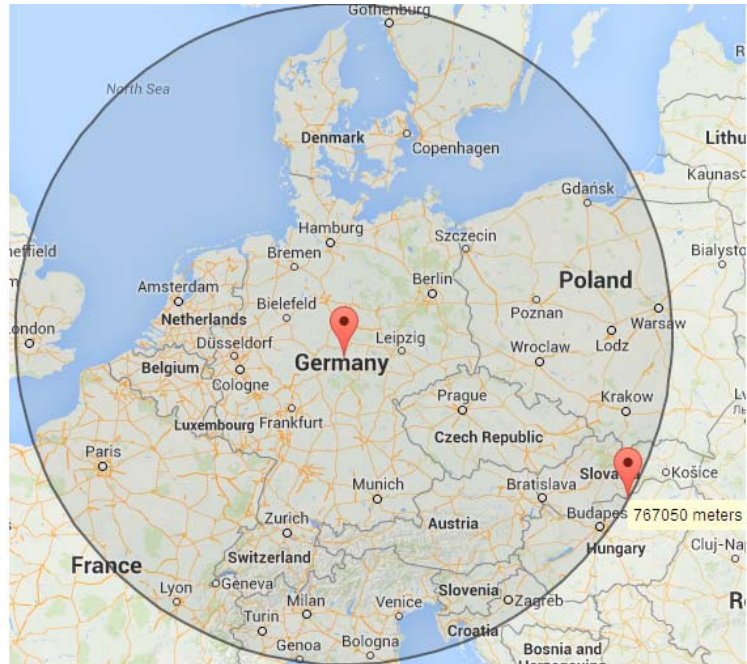 Gothenburg
North Sea
Denmark
Copenhagen
Lithu
Kaunas
Gdańsk
Hamburg
Szczecin
effield
Bremen
Bialysto
Amsterdam
Berlin
Poland
Netherlands
Bielefeld
Poznan
Warsaw
London
Düsseldorf
Leipzig
Lodz
Belgium
Germany
Wroclaw
Cologne
Prague
Krakow
Luxembourg
Frankfurt
Czech Republic
Paris
Slova
Košice
Munich
Bratislava
767050 meters
Budapes
Zurich
Austria
Hungary
Cluj-Nap
France
Switzerland
Geneva
Slovenia
Lyon
Milan
Venice
Zagreb
Turin
Croatia
Genoa
Bologna
Bosnia and